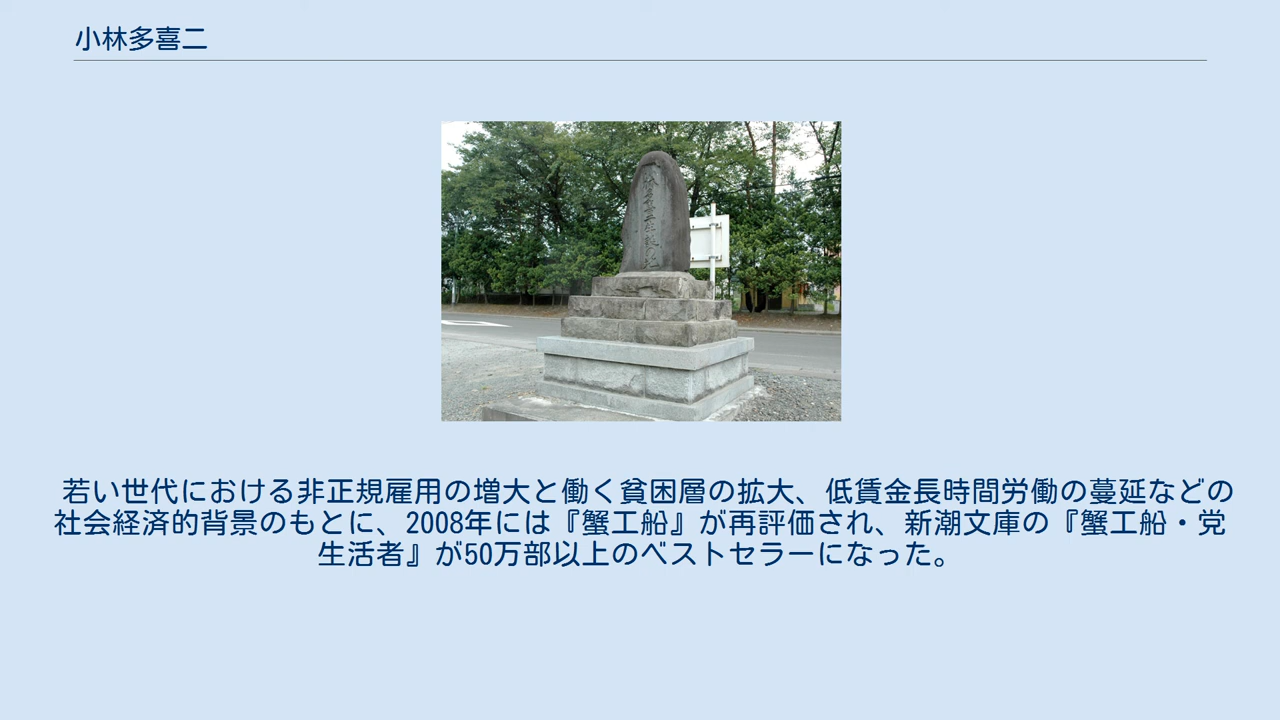 小林多喜二
若い世代における非正規雇用の増大と働く貧困層の拡大、低賃金長時間労働の蔓延などの
社会経済的背景のもとに、2008年には『蟹工船』が再評価され、新潮文庫の『蟹工船・党
生活者』が50万部以上のベストセラーになった。